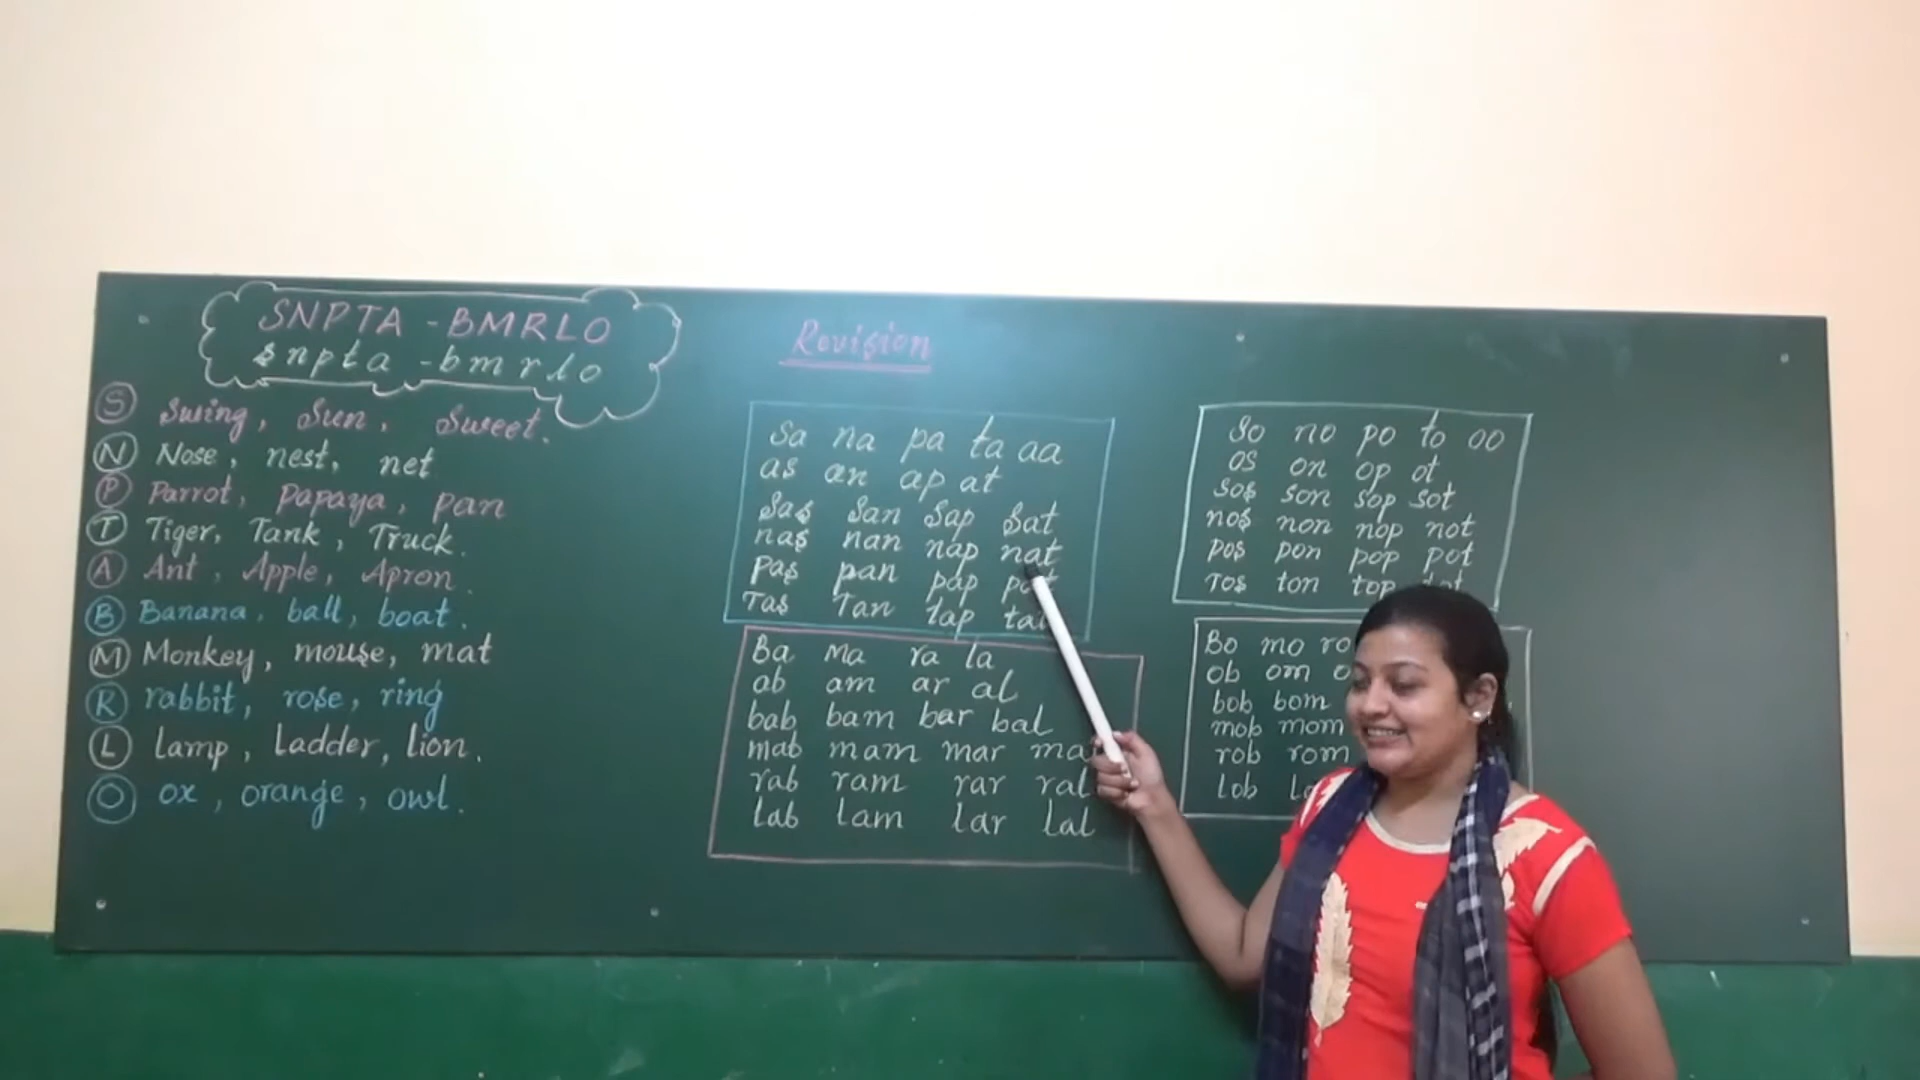 SNPTA - BMRLO
snpta - bmrlo
S Swing, Sun, Sweet.
N Nose, nest, net
P Parrot, Papaya, pan
T Tiger, Tank, Truck.
A Ant, Apple, Apron.
B Banana, ball, boat.
M Monkey, mouse, mat
R rabbit, rose, ring
L Lamp, Ladder, Lion.
O ox, orange, owl.
Revision
Sa na pa ta aa
as an ap at
Sas San Sap Sat
nas nan nap nat
Pas pan pap
Tas Tan tap
Ba Ma ra la
ab am ar al
bab bam bar bal
mab mam mar
rab ram rar ral
lab lam lar lal
So no po to oo
os on op ot
sos son sop sot
nos non nop not
pos pon pop pot
Tos ton top
Bo mo ro
ob om
bob bom
mob mom
rob rom
lob